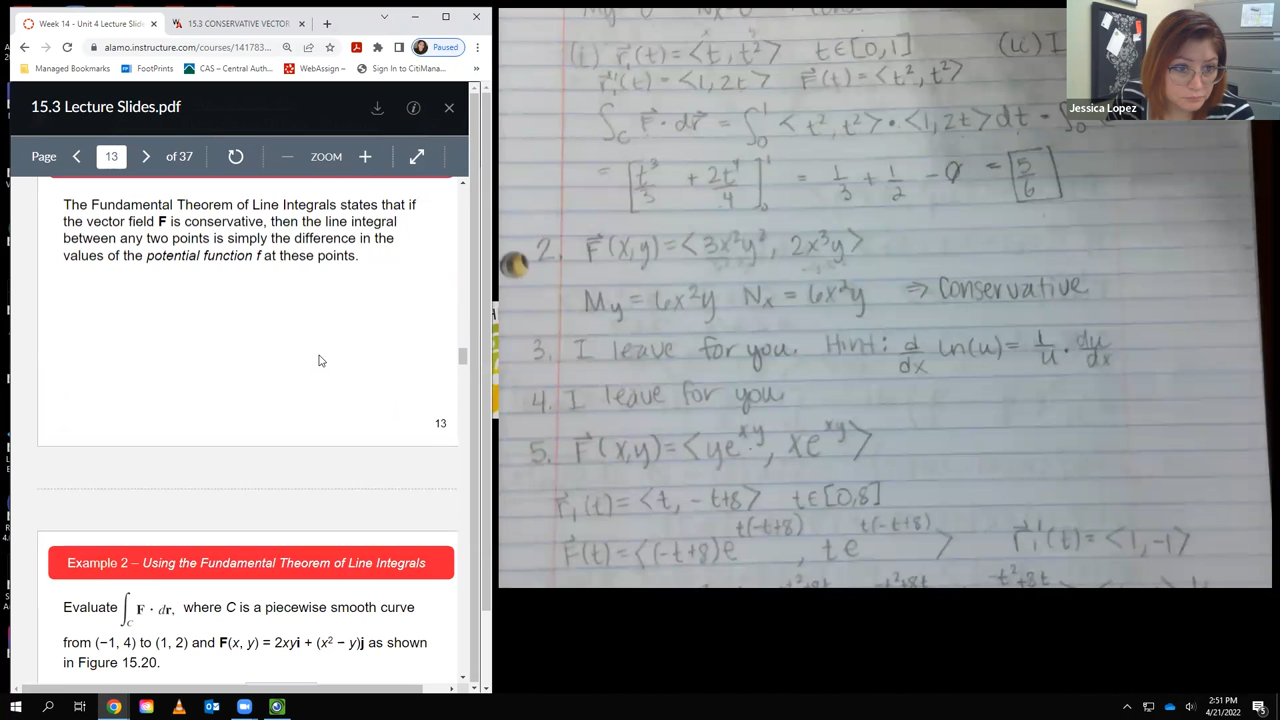 Week 14 - Unit 4 Lecture Slid
15.3 CONSERVATIVE VECTOR
alamo.instructure.com/courses/141783...
Paused
Managed Bookmarks
FootPrints
CAS – Central Auth...
WebAssign –
Sign In to CitiMana...
15.3 Lecture Slides.pdf
Page 13 of 37 ZOOM
The Fundamental Theorem of Line Integrals states that if
the vector field F is conservative, then the line integral
between any two points is simply the difference in the
values of the potential function f at these points.
13
Example 2 – Using the Fundamental Theorem of Line Integrals
Evaluate ∫_C F · dr, where C is a piecewise smooth curve
from (−1, 4) to (1, 2) and F(x, y) = 2xyi + (x² − y)j as shown
in Figure 15.20.
(i) r⃗₁(t) = <t, t²> t∈[0,1]
r⃗₁'(t) = <1, 2t> F⃗(t) = <t², t²>
∫_C F⃗ · dr⃗ = ∫₀¹ <t², t²> · <1, 2t> dt = ∫₀
= [t³/3 + 2t⁴/4]₀¹ = 1/3 + 1/2 - 0 = 5/6
2. F⃗(x,y) = <3x²y², 2x³y>
My = 6x²y Nx = 6x²y ⇒ Conservative
3. I leave for you. Hint: d/dx ln(u) = 1/u · du/dx
4. I leave for you
5. F⃗(x,y) = <ye^xy, xe^xy>
r⃗₁(t) = <t, -t+8> t∈[0,8]
F⃗(t) = <(-t+8)e^t(-t+8), te^t(-t+8)> r⃗₁'(t) = <1, -1>
Jessica Lopez
2:51 PM
4/21/2022